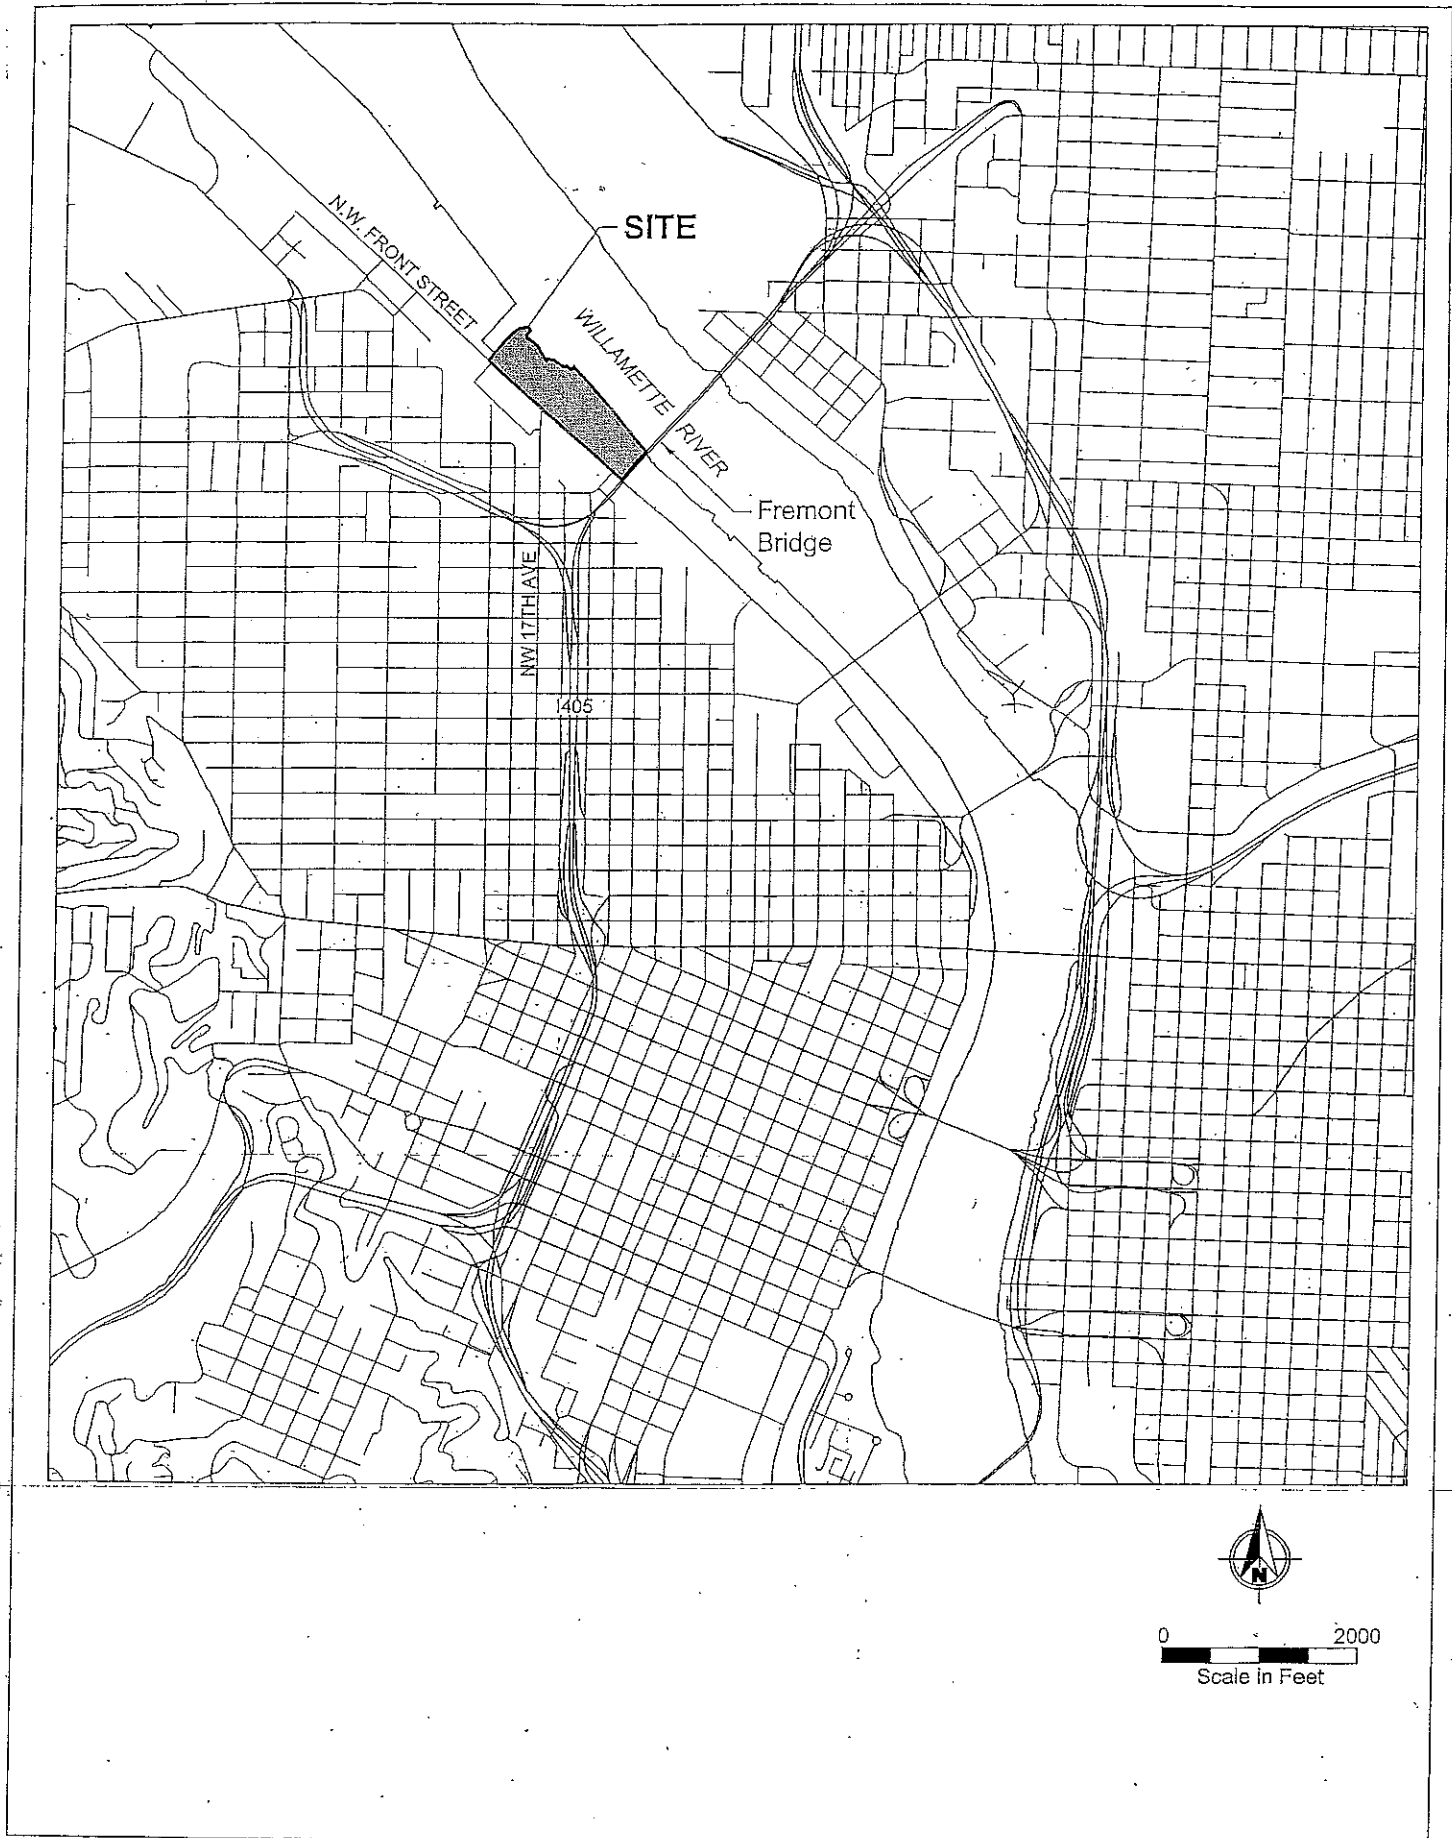 SITE
N.W. FRONT STREET
WILLAMETTE
RIVER
Fremont
Bridge
NW 17TH AVE
I405
N
0 2000
Scale in Feet